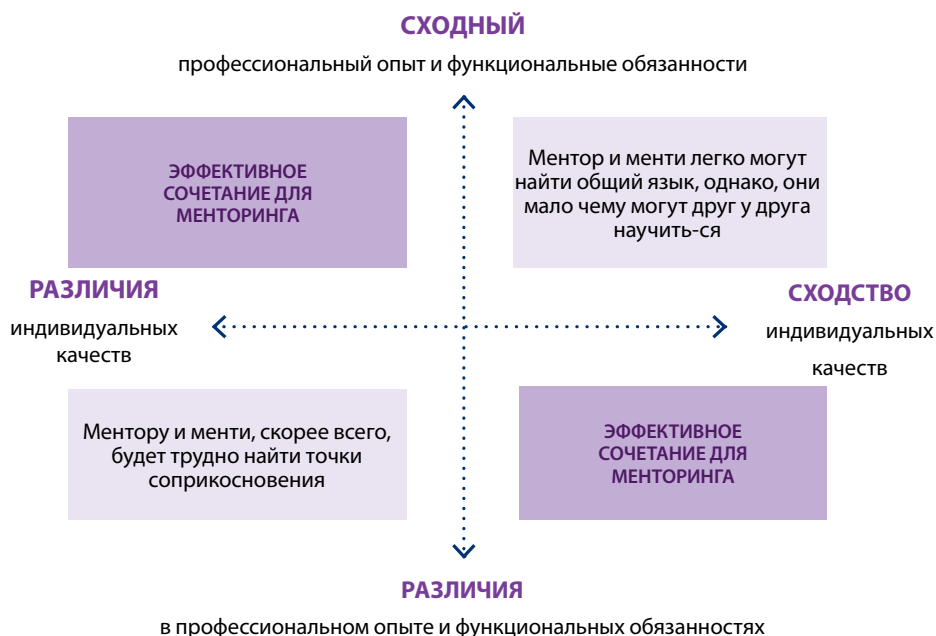 СХОДНЫЙ
профессиональный опыт и функциональные обязанности
ЭФФЕКТИВНОЕ
СОЧЕТАНИЕ ДЛЯ
МЕНТОРИНГА
Ментор и менти легко могут
найти общий язык, однако, они
мало чему могут друг у друга
научить-ся
РАЗЛИЧИЯ
индивидуальных
качеств
СХОДСТВО
индивидуальных
качеств
Ментору и менти, скорее всего,
будет трудно найти точки
соприкосновения
ЭФФЕКТИВНОЕ
СОЧЕТАНИЕ ДЛЯ
МЕНТОРИНГА
РАЗЛИЧИЯ
в профессиональном опыте и функциональных обязанностях